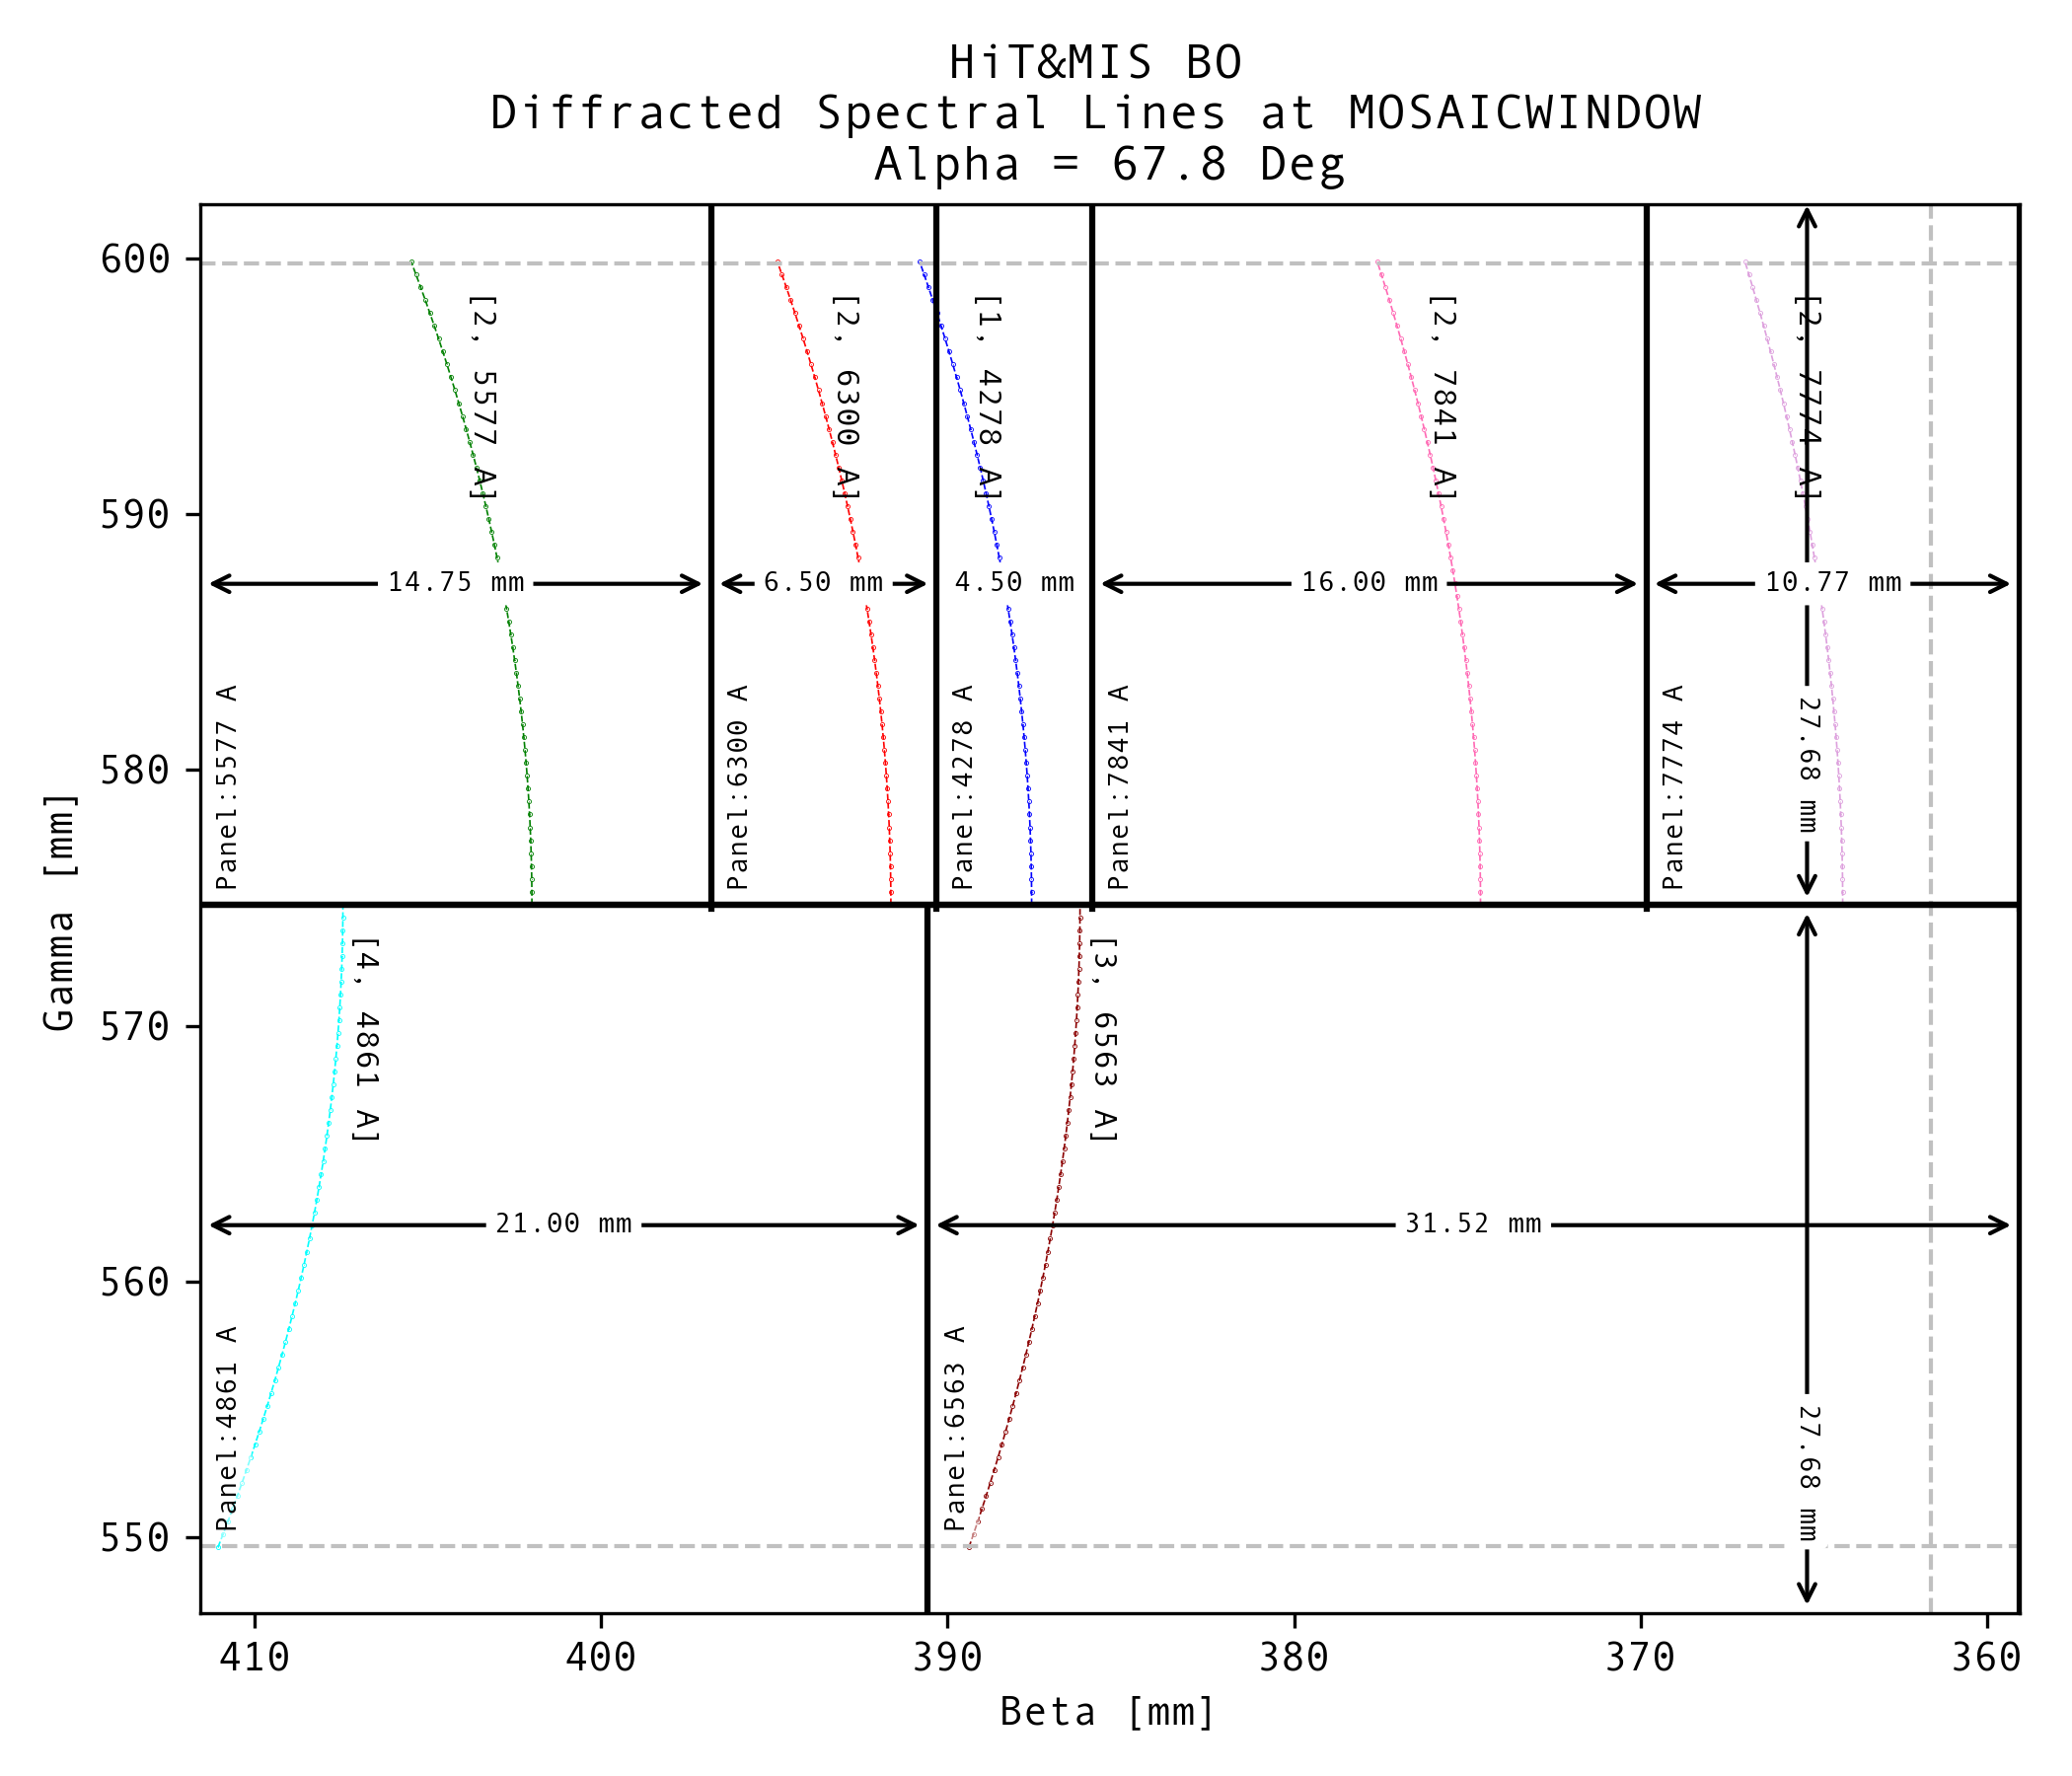 HiT&MIS BO
Diffracted Spectral Lines at MOSAICWINDOW
Alpha = 67.8 Deg
Gamma [mm]
600
590
580
570
560
550
[2, 5577 A]
[2, 6300 A]
[1, 4278 A]
[2, 7841 A]
[2, 7774 A]
14.75 mm
6.50 mm
4.50 mm
16.00 mm
10.77 mm
Panel:5577 A
Panel:6300 A
Panel:4278 A
Panel:7841 A
Panel:7774 A
27.68 mm
[4, 4861 A]
[3, 6563 A]
21.00 mm
31.52 mm
Panel:4861 A
Panel:6563 A
27.68 mm
410
400
390
380
370
360
Beta [mm]